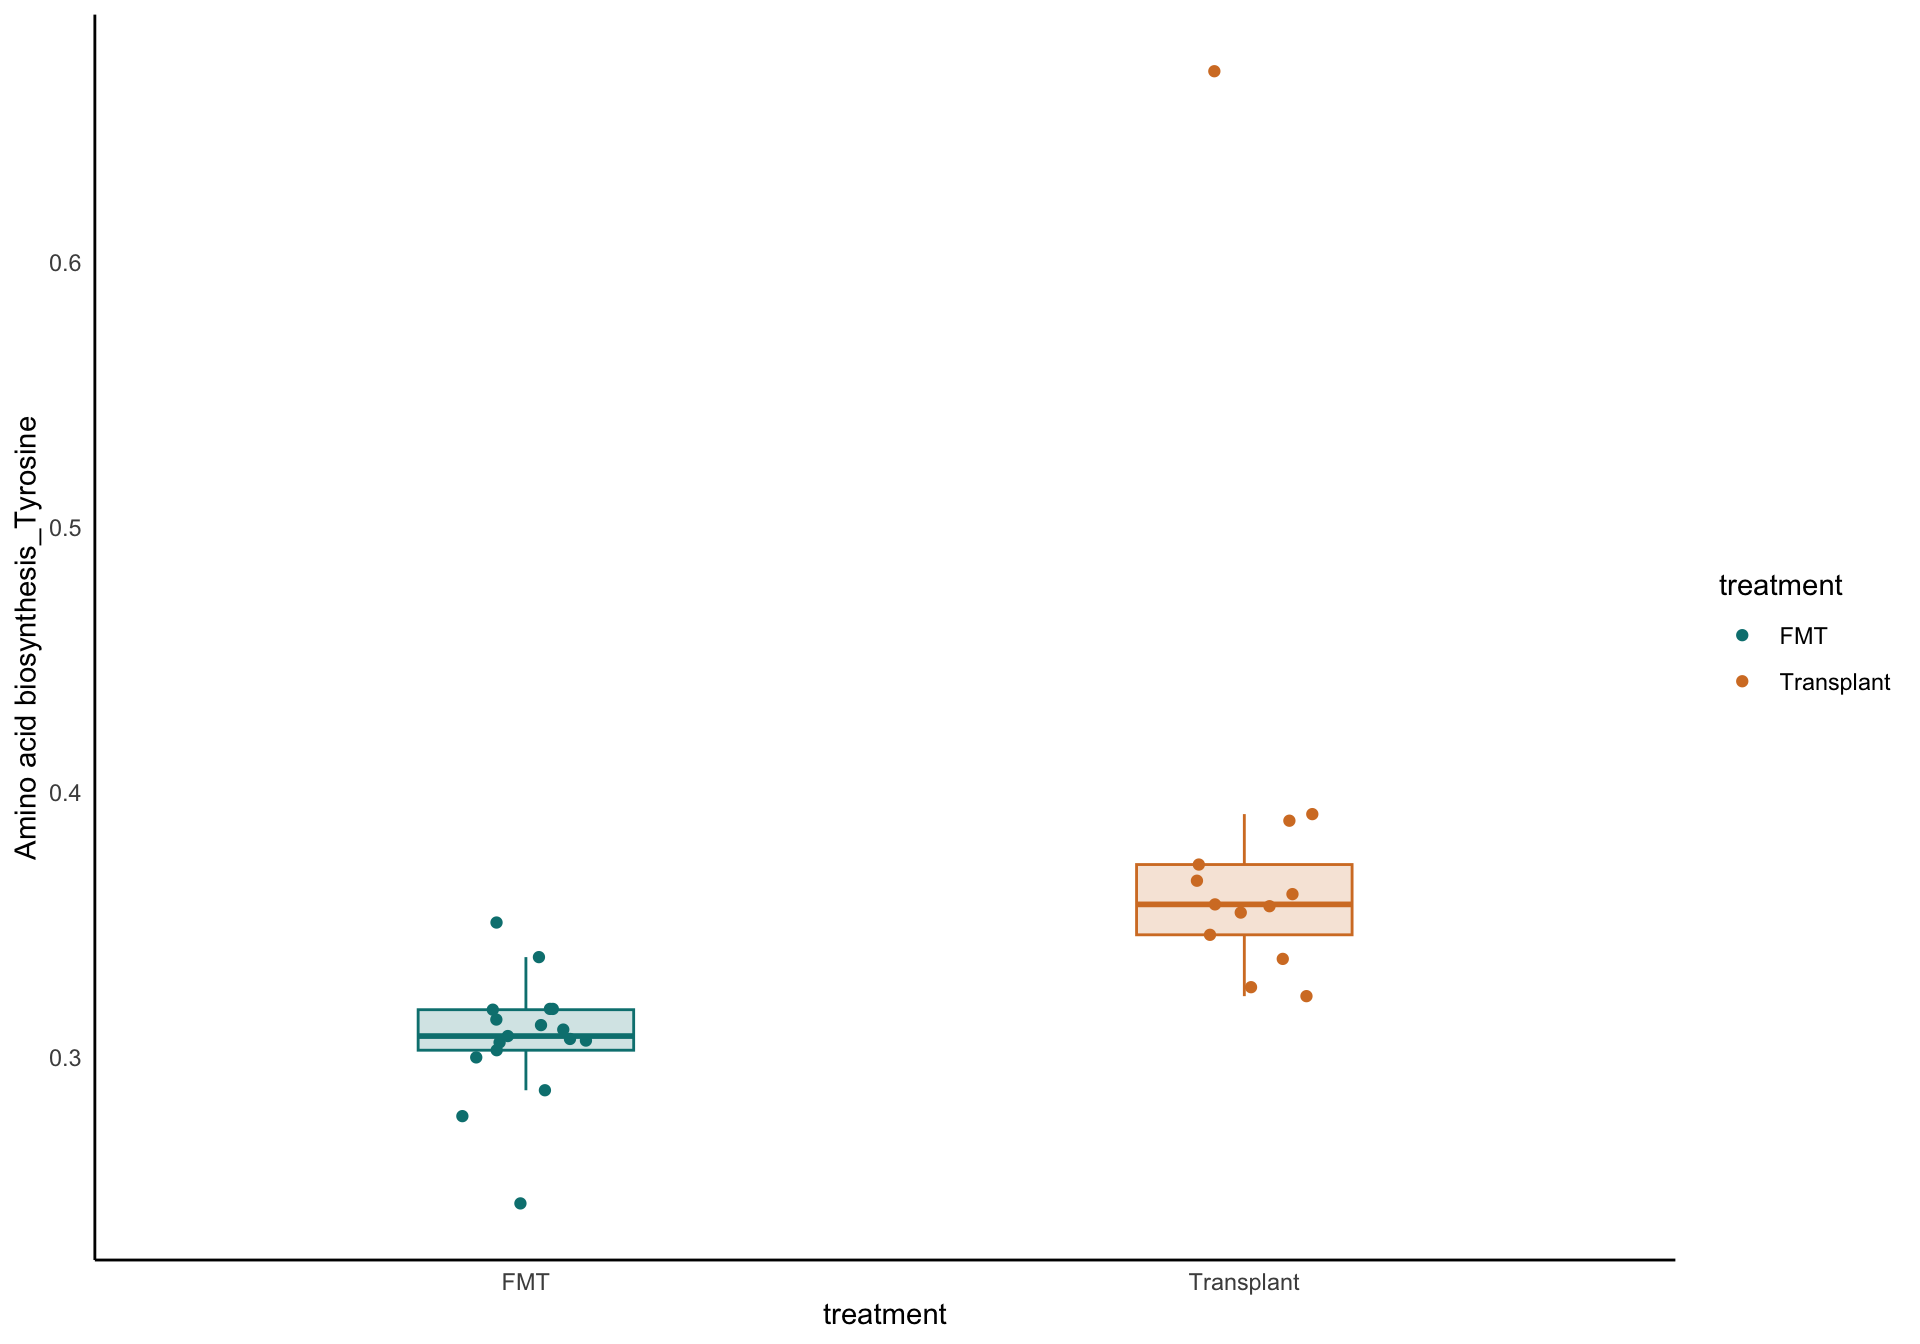 Amino acid biosynthesis_Tyrosine
0.6
0.5
0.4
0.3
FMT
Transplant
treatment
treatment
FMT
Transplant